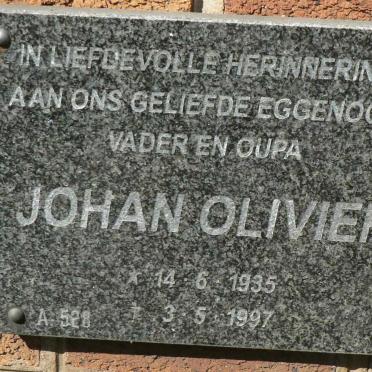 IN LIEFDEVOLLE HERINNERIN
AAN ONS GELIEFDE EGGENOO
VADER EN OUPA
JOHAN OLIVIER
* 14 · 6 · 1935
A 528 † 3 · 5 · 1997